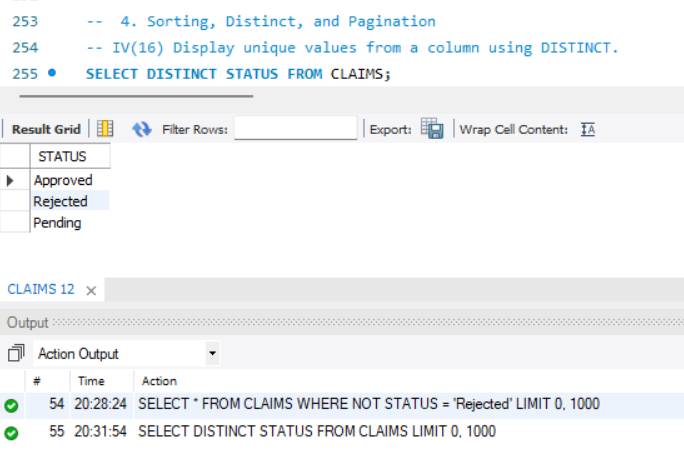 253 -- 4. Sorting, Distinct, and Pagination
254 -- IV(16) Display unique values from a column using DISTINCT.
255 SELECT DISTINCT STATUS FROM CLAIMS;
Result Grid Filter Rows: Export: Wrap Cell Content: IA
STATUS
Approved
Rejected
Pending
CLAIMS 12 ×
Output
Action Output
# Time Action
54 20:28:24 SELECT * FROM CLAIMS WHERE NOT STATUS = 'Rejected' LIMIT 0, 1000
55 20:31:54 SELECT DISTINCT STATUS FROM CLAIMS LIMIT 0, 1000